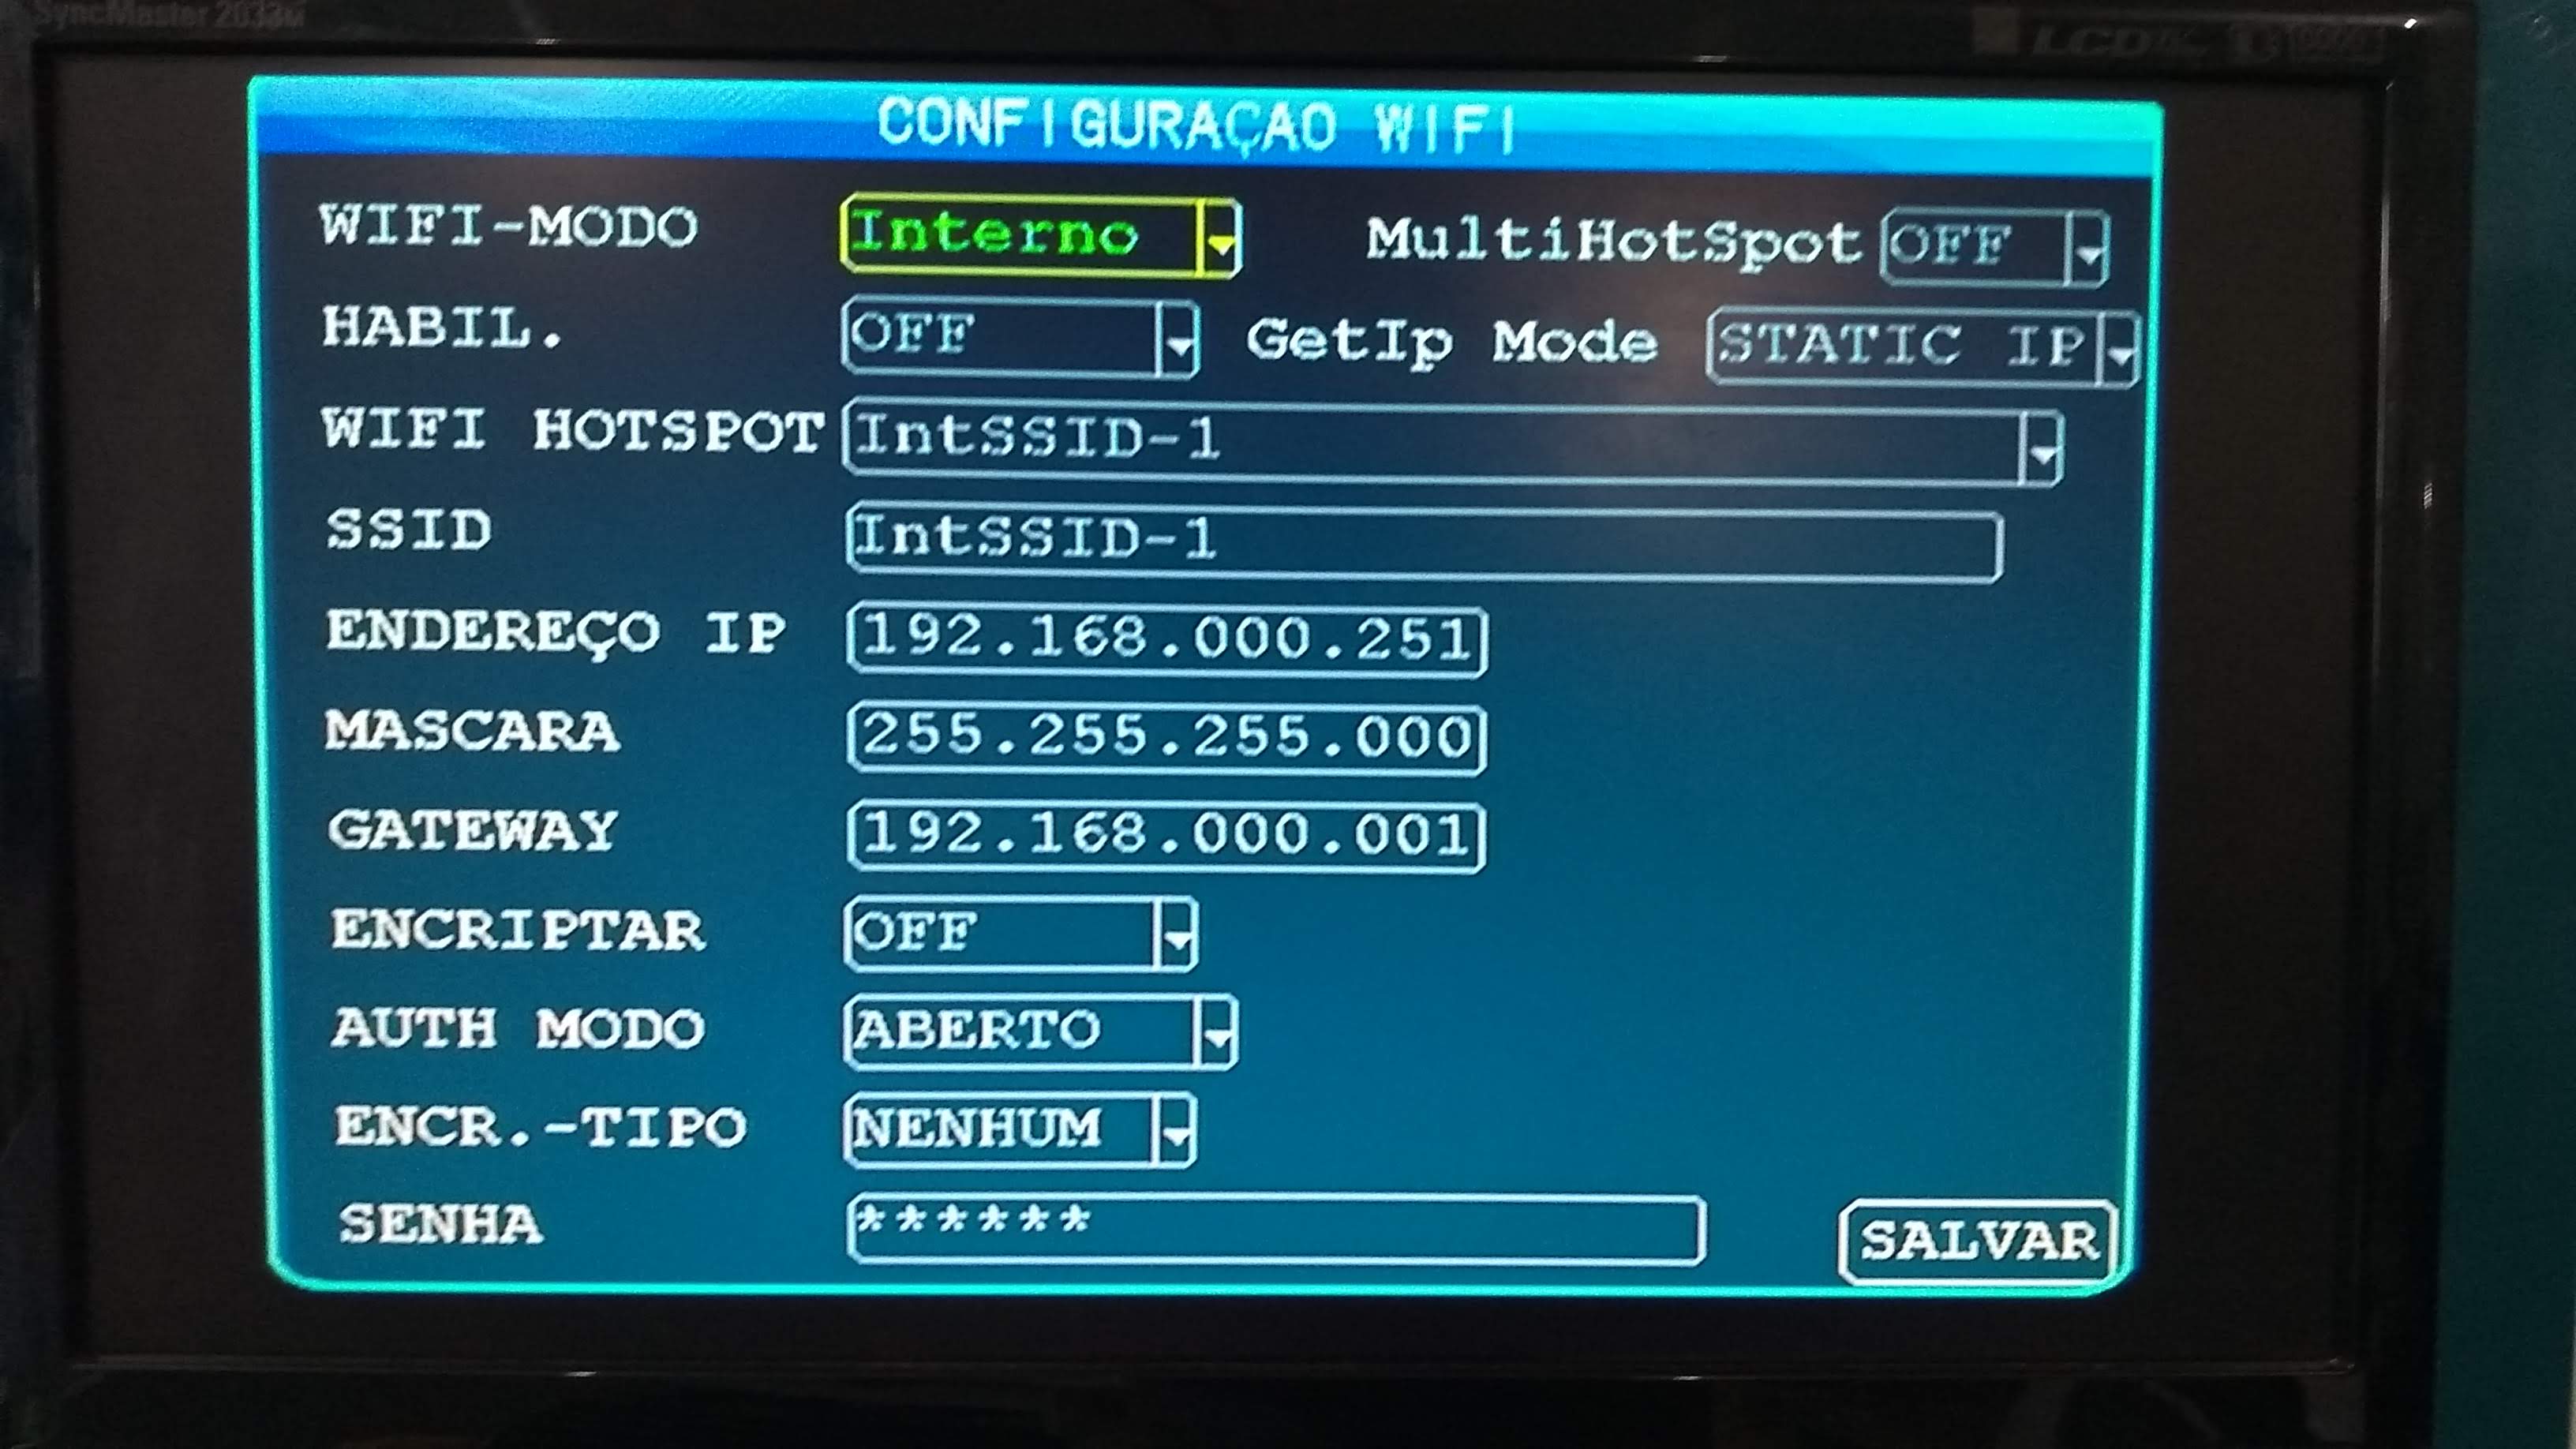 SyncMaster 2033M
LCD
CONFIGURAÇAO WIFI
WIFI-MODO Interno MultiHotSpot OFF
HABIL. OFF GetIp Mode STATIC IP
WIFI HOTSPOT IntSSID-1
SSID IntSSID-1
ENDEREÇO IP 192.168.000.251
MASCARA 255.255.255.000
GATEWAY 192.168.000.001
ENCRIPTAR OFF
AUTH MODO ABERTO
ENCR.-TIPO NENHUM
SENHA ******
SALVAR